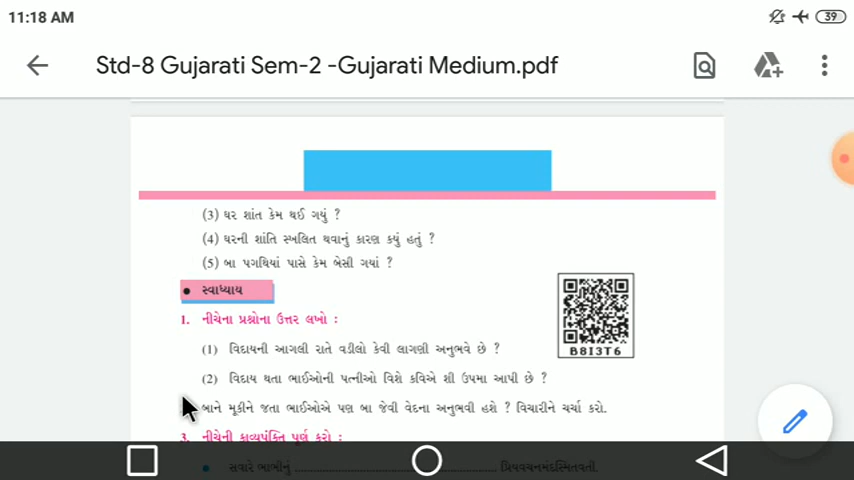 11:18 AM
39
Std-8 Gujarati Sem-2 -Gujarati Medium.pdf
(3) ઘર શાંત કેમ થઈ ગયું ?
(4) ઘરની શાંતિ સ્ખલિત થવાનું કારણ કયું હતું ?
(5) બા પગથિયાં પાસે કેમ બેસી ગયાં ?
● સ્વાધ્યાય
1. નીચેના પ્રશ્નોના ઉત્તર લખો :
(1) વિદાયની આગલી રાતે વડીલો કેવી લાગણી અનુભવે છે ?
(2) વિદાય થતા ભાઈઓની પત્નીઓ વિશે કવિએ શી ઉપમા આપી છે ?
બાને મૂકીને જતા ભાઈઓએ પણ બા જેવી વેદના અનુભવી હશે ? વિચારીને ચર્ચા કરો.
B8I3T6
3. નીચેની કાવ્યપંક્તિ પૂર્ણ કરો :
● સવારે ભાભીનું ........................................ પ્રિયવચનમંદસ્મિતવતી.